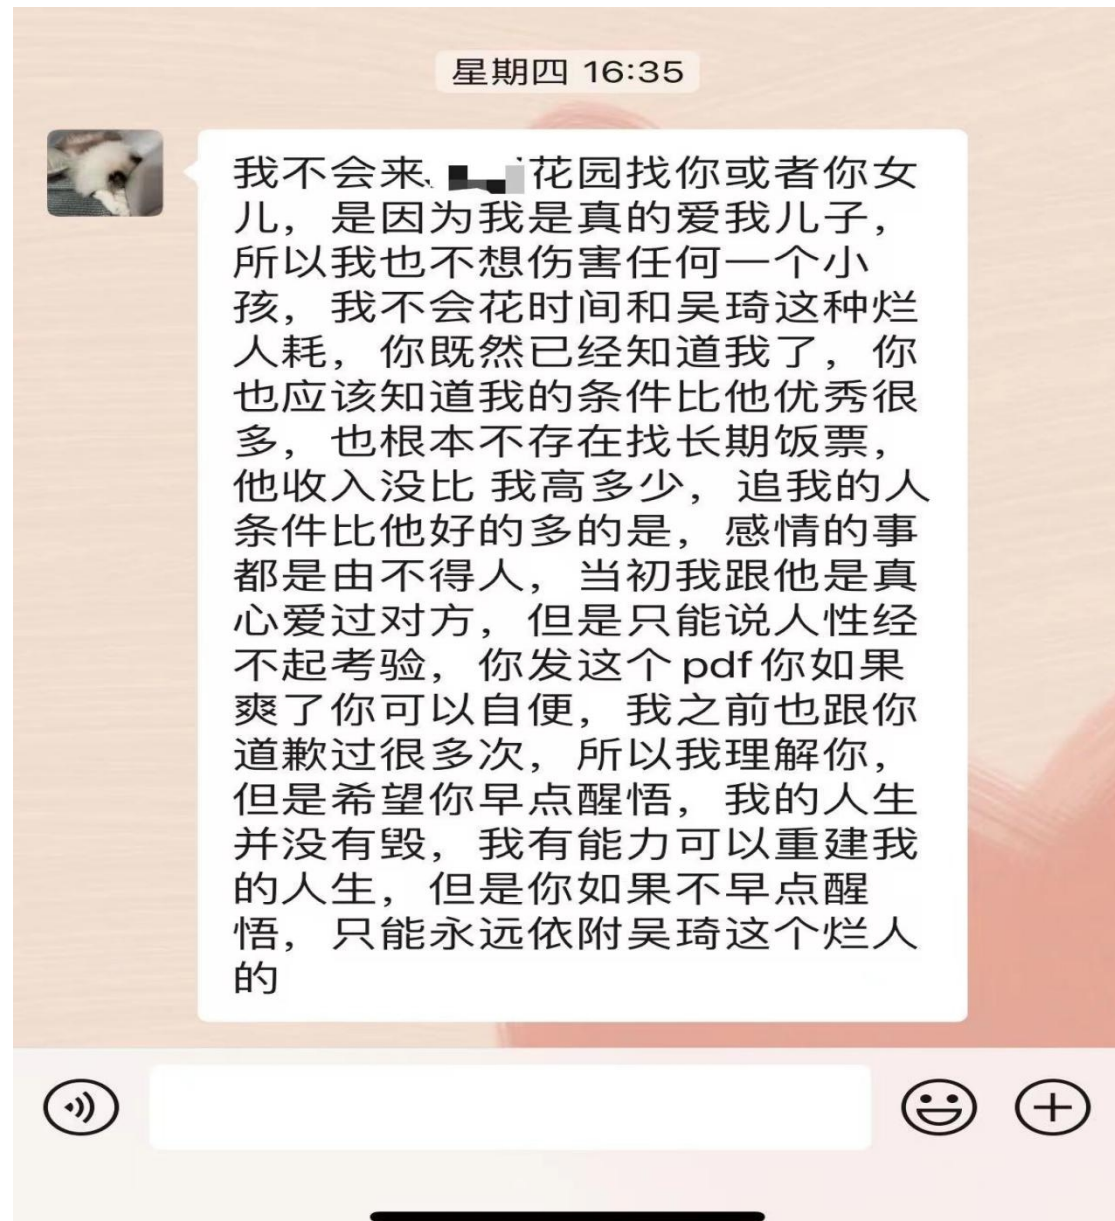 星期四 16:35
我不会来 花园找你或者你女
儿，是因为我是真的爱我儿子，
所以我也不想伤害任何一个小
孩，我不会花时间和吴琦这种烂
人耗，你既然已经知道我了，你
也应该知道我的条件比他优秀很
多，也根本不存在找长期饭票，
他收入没比 我高多少，追我的人
条件比他好的多的是，感情的事
都是由不得人，当初我跟他是真
心爱过对方，但是只能说人性经
不起考验，你发这个 pdf 你如果
爽了你可以自便，我之前也跟你
道歉过很多次，所以我理解你，
但是希望你早点醒悟，我的人生
并没有毁，我有能力可以重建我
的人生，但是你如果不早点醒
悟，只能永远依附吴琦这个烂人
的